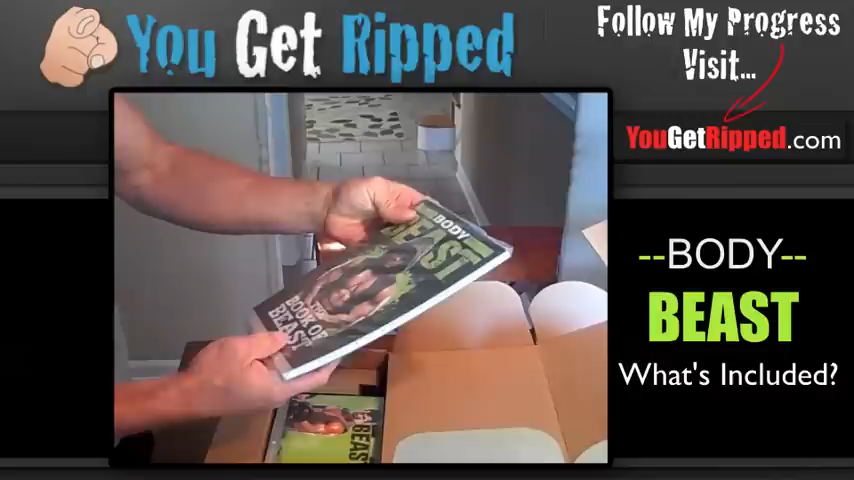 You Get Ripped
Follow My Progress
Visit...
YouGetRipped.com
BODY
BEAST
THE
BOOK OF
BEAST
BEAST
--BODY--
BEAST
What's Included?